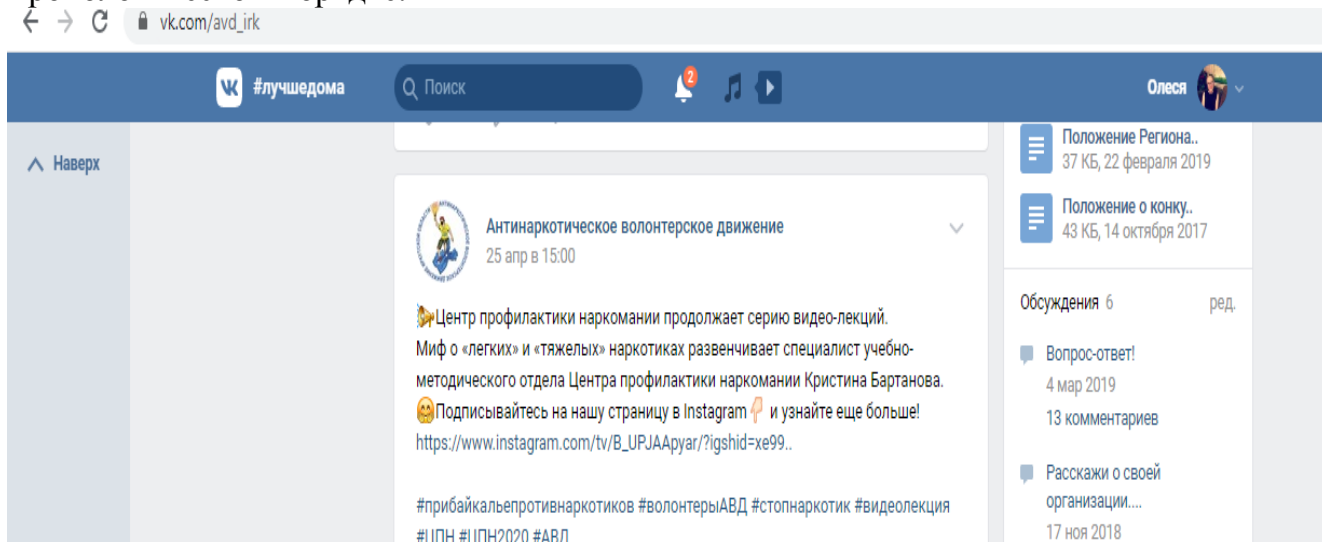 vk.com/avd_irk
#лучшедома
Поиск
2
Олеся
Наверх
Антинаркотическое волонтерское движение
25 апр в 15:00
Центр профилактики наркомании продолжает серию видео-лекций.
Миф о «легких» и «тяжелых» наркотиках развенчивает специалист учебно-
методического отдела Центра профилактики наркомании Кристина Бартанова.
Подписывайтесь на нашу страницу в Instagram и узнайте еще больше!
https://www.instagram.com/tv/B_UPJAApyar/?igshid=xe99..
#прибайкальепротивнаркотиков #волонтерыАВД #стопнаркотик #видеолекция
#ЦПН #ЦПН2020 #АВД
Положение Региона..
37 КБ, 22 февраля 2019
Положение о конку..
43 КБ, 14 октября 2017
Обсуждения 6 ред.
Вопрос-ответ!
4 мар 2019
13 комментариев
Расскажи о своей
организации....
17 ноя 2018